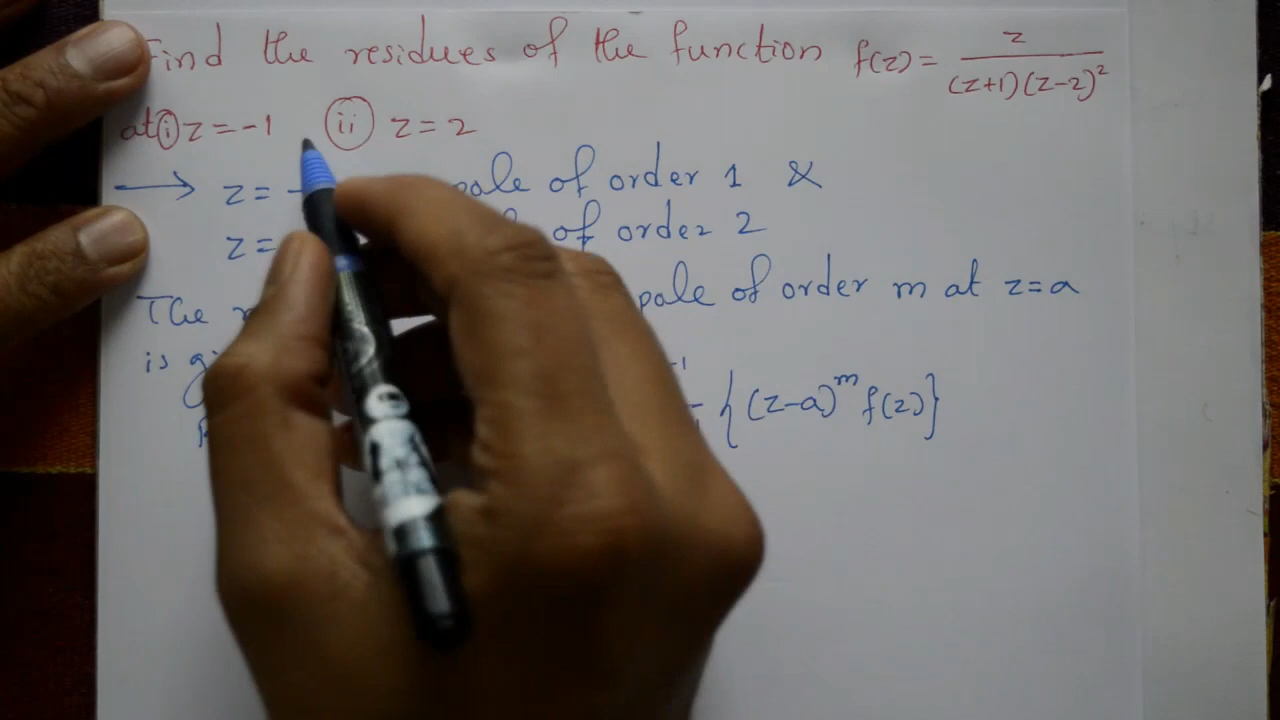 Find the residues of the function f(z) = z / (z+1)(z-2)²
at (i) z = -1 (ii) z = 2
→ z = pole of order 1 &
z = of order 2
The pole of order m at z=a
is
{(z-a)^m f(z)}